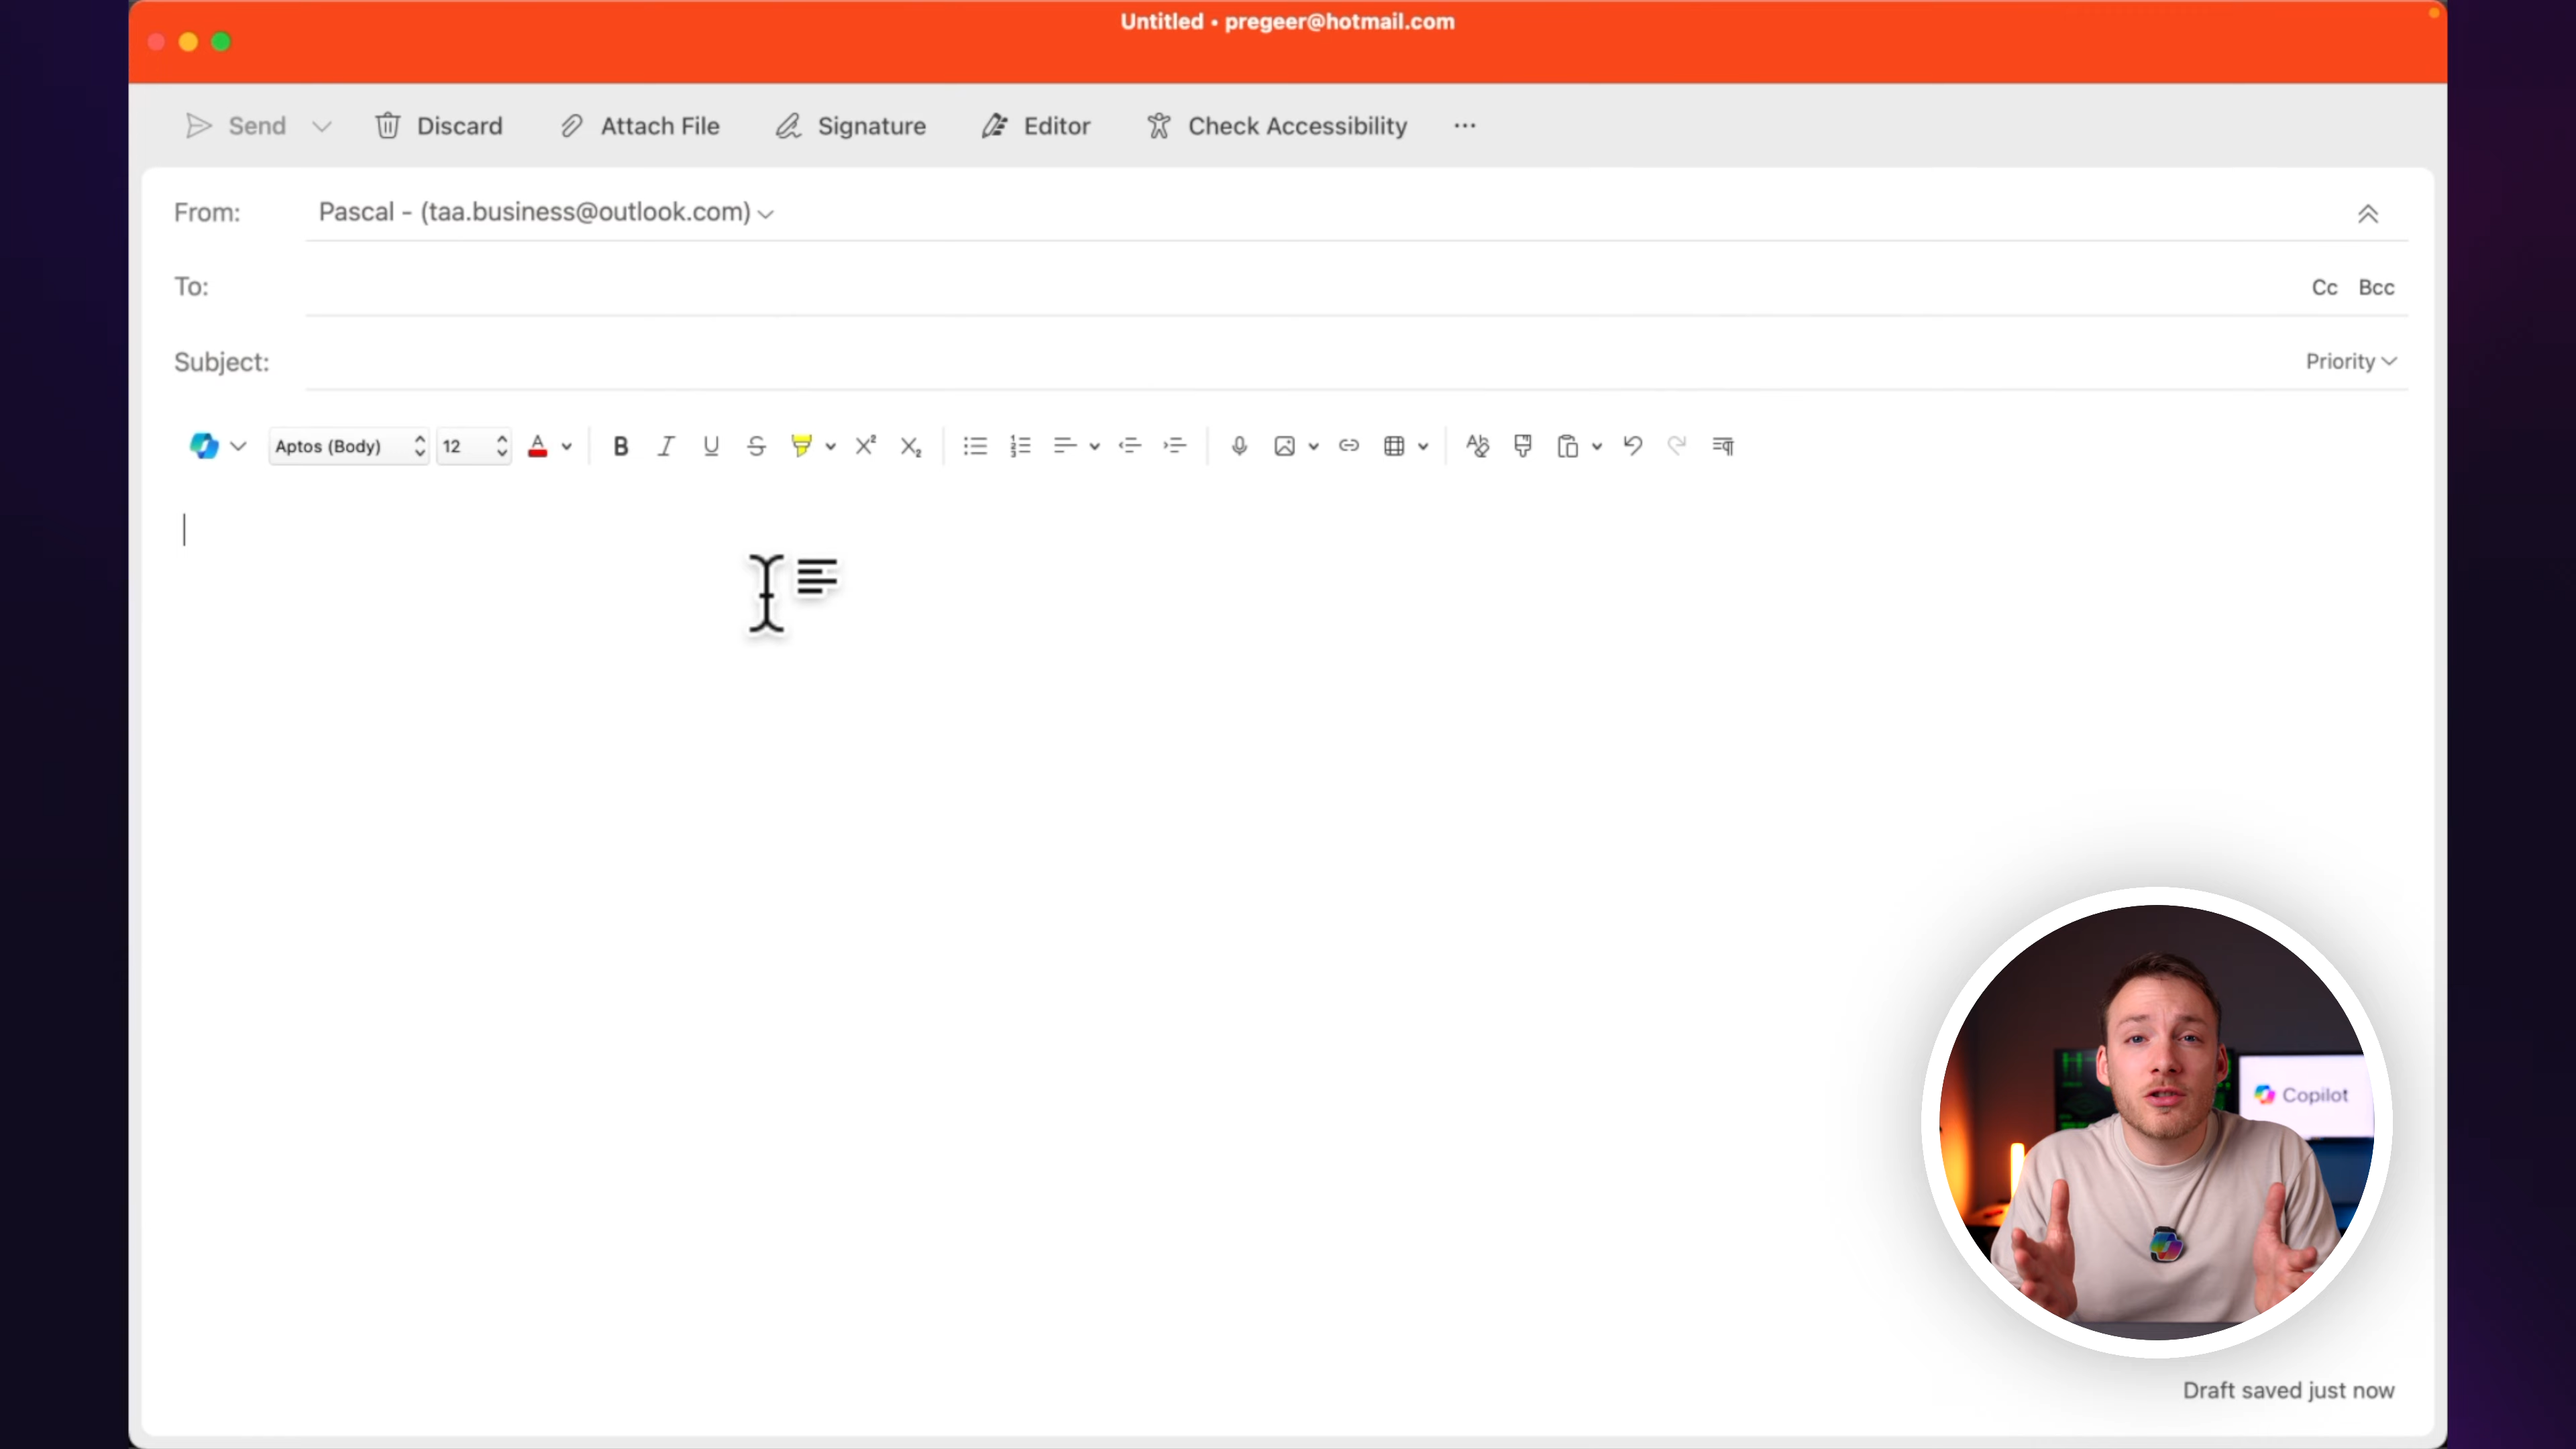 Untitled • pregeer@hotmail.com
Send Discard Attach File Signature Editor Check Accessibility ...
From: Pascal - (taa.business@outlook.com)
To: Cc Bcc
Subject: Priority
Aptos (Body) 12
Copilot
Draft saved just now